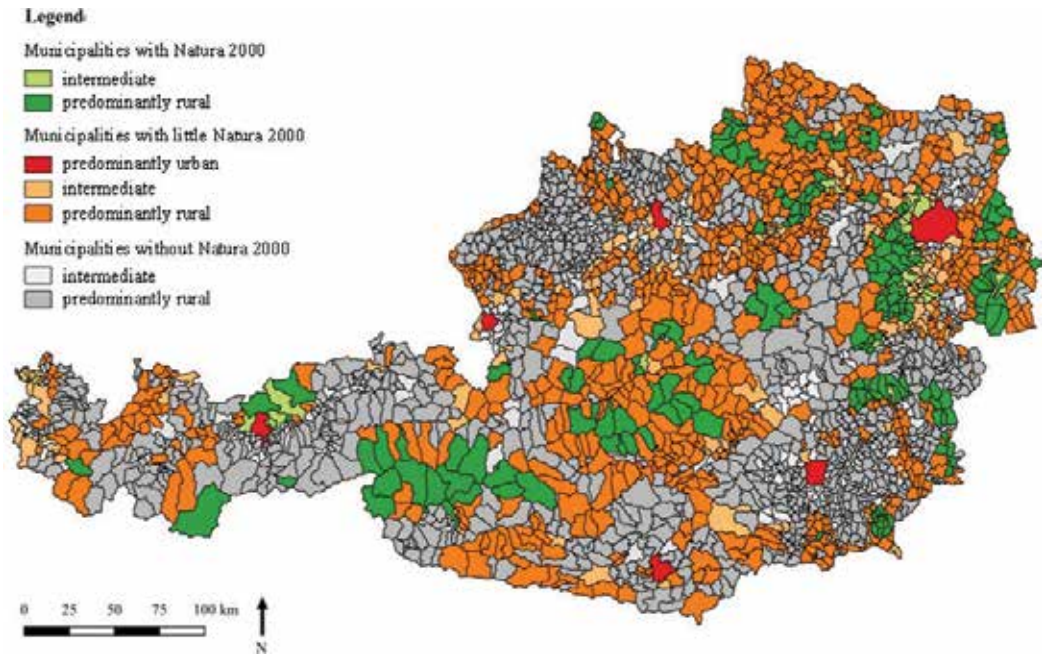 Legend
Municipalities with Natura 2000
intermediate
predominantly rural
Municipalities with little Natura 2000
predominantly urban
intermediate
predominantly rural
Municipalities without Natura 2000
intermediate
predominantly rural
0 25 50 75 100 km
N